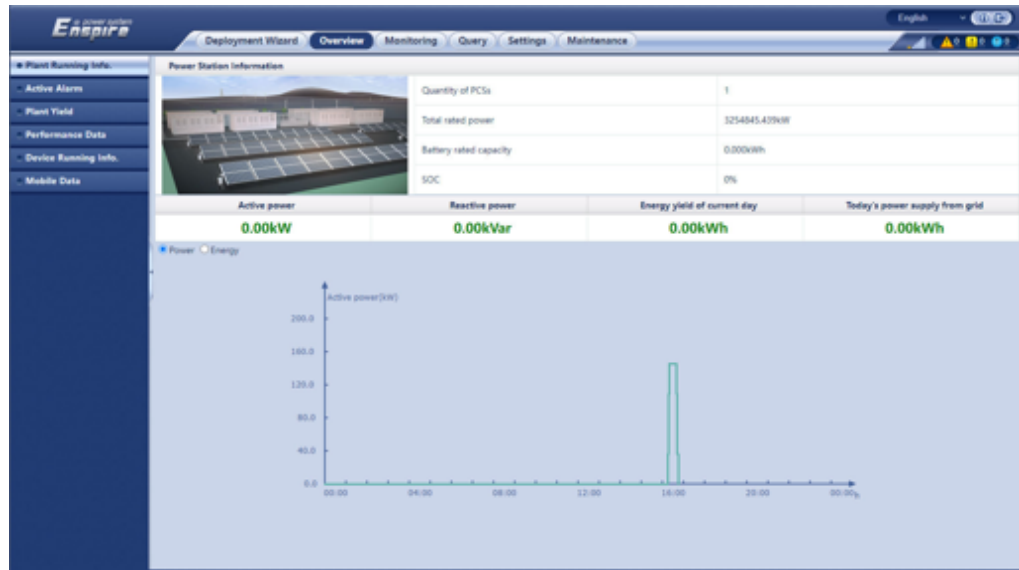 e power system
Enspire
English
Deployment Wizard Overview Monitoring Query Settings Maintenance
Plant Running Info.
Active Alarm
Plant Yield
Performance Data
Device Running Info.
Mobile Data
Power Station Information
Quantity of PCSs 1
Total rated power 3254845.439kW
Battery rated capacity 0.000kWh
SOC 0%
Active power Reactive power Energy yield of current day Today's power supply from grid
0.00kW 0.00kVar 0.00kWh 0.00kWh
Power Energy
Active power(kW)
200.0
160.0
120.0
80.0
40.0
0.0
00:00 04:00 08:00 12:00 16:00 20:00 00:00 h